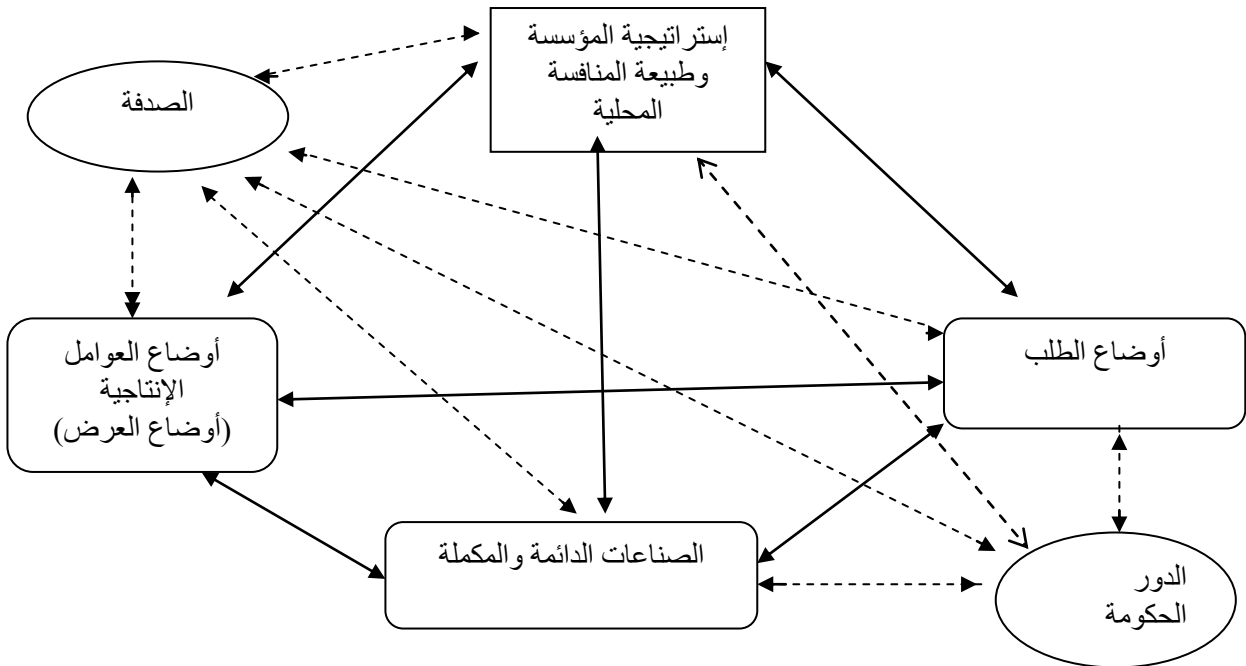 إستراتيجية المؤسسة
وطبيعة المنافسة
المحلية
الصدفة
أوضاع العوامل
الإنتاجية
(أوضاع العرض)
أوضاع الطلب
الصناعات الدائمة والمكملة
الدور
الحكومة